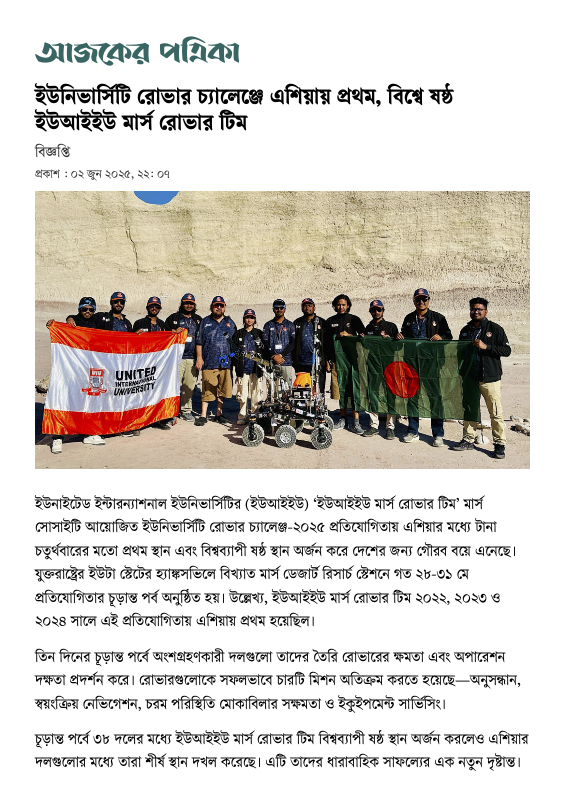 আজকের পত্রিকা
ইউনিভার্সিটি রোভার চ্যালেঞ্জে এশিয়ায় প্রথম, বিশ্বে ষষ্ঠ
ইউআইইউ মার্স রোভার টিম
বিজ্ঞপ্তি
প্রকাশ : ০২ জুন ২০২৫, ২২: ০৭
UNITED
INTERNATIONAL
UNIVERSITY
ইউনাইটেড ইন্টারন্যাশনাল ইউনিভার্সিটির (ইউআইইউ) ‘ইউআইইউ মার্স রোভার টিম’ মার্স
সোসাইটি আয়োজিত ইউনিভার্সিটি রোভার চ্যালেঞ্জ-২০২৫ প্রতিযোগিতায় এশিয়ার মধ্যে টানা
চতুর্থবারের মতো প্রথম স্থান এবং বিশ্বব্যাপী ষষ্ঠ স্থান অর্জন করে দেশের জন্য গৌরব বয়ে এনেছে।
যুক্তরাষ্ট্রের ইউটা স্টেটের হ্যাঙ্কসভিলে বিখ্যাত মার্স ডেজার্ট রিসার্চ স্টেশনে গত ২৮-৩১ মে
প্রতিযোগিতার চূড়ান্ত পর্ব অনুষ্ঠিত হয়। উল্লেখ্য, ইউআইইউ মার্স রোভার টিম ২০২২, ২০২৩ ও
২০২৪ সালে এই প্রতিযোগিতায় এশিয়ায় প্রথম হয়েছিল।
তিন দিনের চূড়ান্ত পর্বে অংশগ্রহণকারী দলগুলো তাদের তৈরি রোভারের ক্ষমতা এবং অপারেশন
দক্ষতা প্রদর্শন করে। রোভারগুলোকে সফলভাবে চারটি মিশন অতিক্রম করতে হয়েছে—অনুসন্ধান,
স্বয়ংক্রিয় নেভিগেশন, চরম পরিস্থিতি মোকাবিলার সক্ষমতা ও ইকুইপমেন্ট সার্ভিসিং।
চূড়ান্ত পর্বে ৩৮ দলের মধ্যে ইউআইইউ মার্স রোভার টিম বিশ্বব্যাপী ষষ্ঠ স্থান অর্জন করলেও এশিয়ার
দলগুলোর মধ্যে তারা শীর্ষ স্থান দখল করেছে। এটি তাদের ধারাবাহিক সাফল্যের এক নতুন দৃষ্টান্ত।